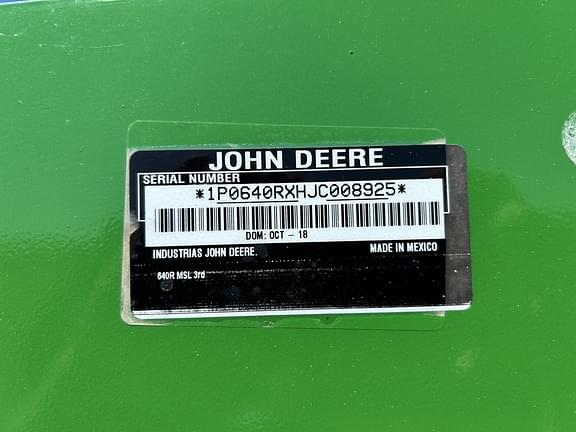 JOHN DEERE
SERIAL NUMBER
*1P0640RXHJC008925*
DOM: OCT - 18
INDUSTRIAS JOHN DEERE. MADE IN MEXICO
640R MSL 3rd